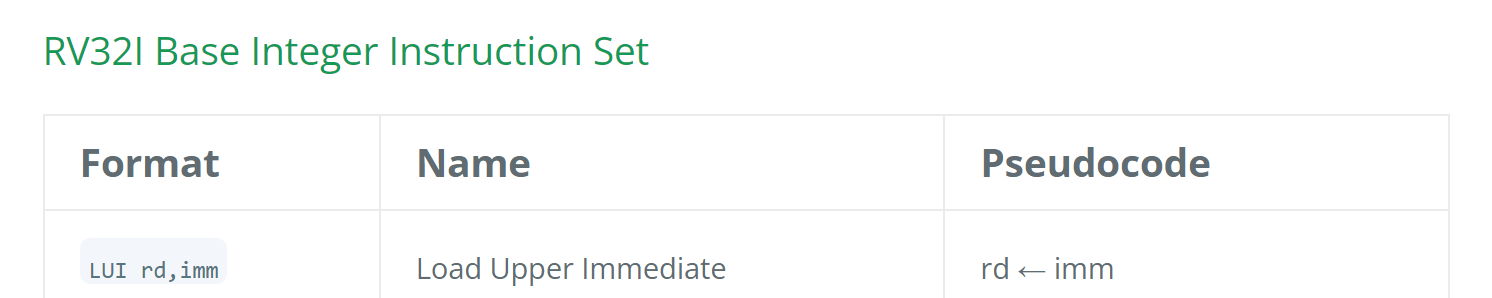 RV32I Base Integer Instruction Set
Format Name Pseudocode
LUI rd,imm Load Upper Immediate rd ← imm